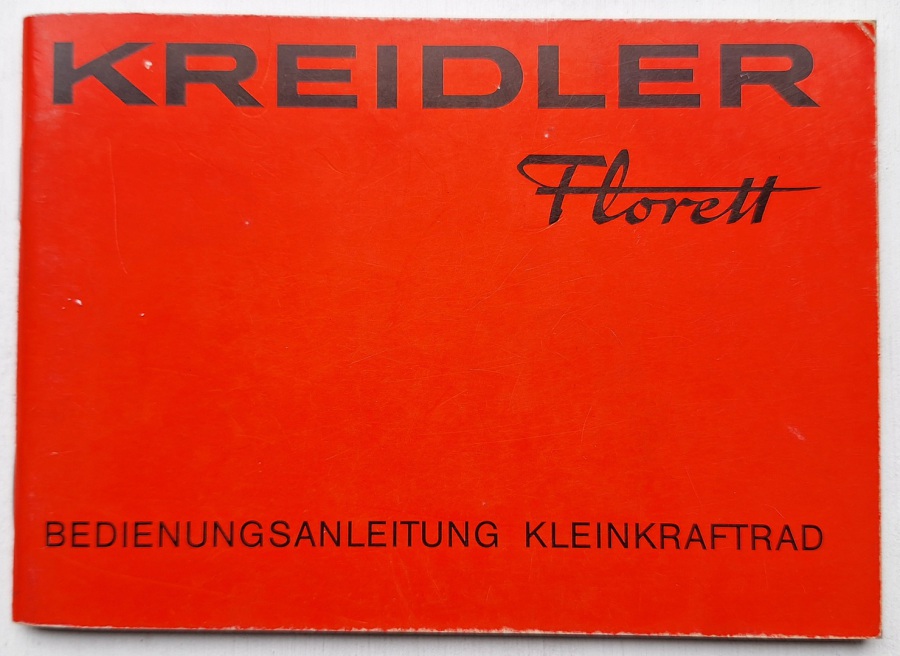 KREIDLER
Florett
BEDIENUNGSANLEITUNG KLEINKRAFTRAD